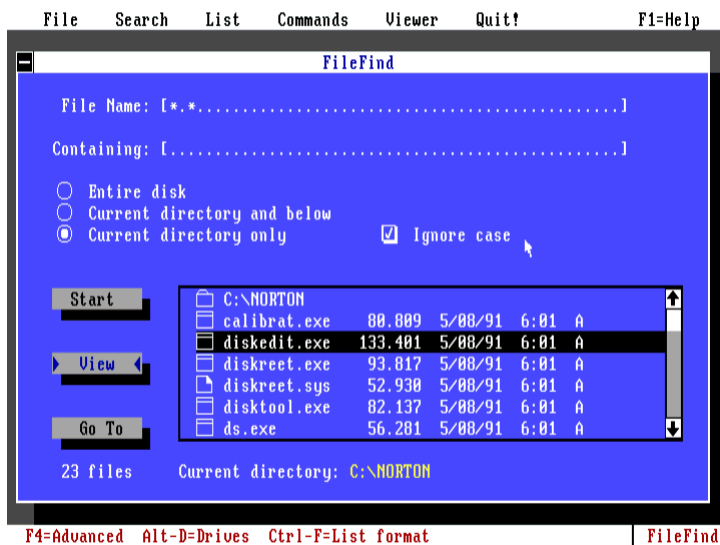 File Search List Commands Viewer Quit! F1=Help
FileFind
File Name: [*.*...............................................]
Containing: [..................................................]
Entire disk
Current directory and below
Current directory only Ignore case
Start
View
Go To
C:\NORTON
calibrat.exe 80.809 5/08/91 6:01 A
diskedit.exe 133.401 5/08/91 6:01 A
diskreet.exe 93.817 5/08/91 6:01 A
diskreet.sys 52.930 5/08/91 6:01 A
disktool.exe 82.137 5/08/91 6:01 A
ds.exe 56.281 5/08/91 6:01 A
23 files Current directory: C:\NORTON
F4=Advanced Alt-D=Drives Ctrl-F=List format FileFind